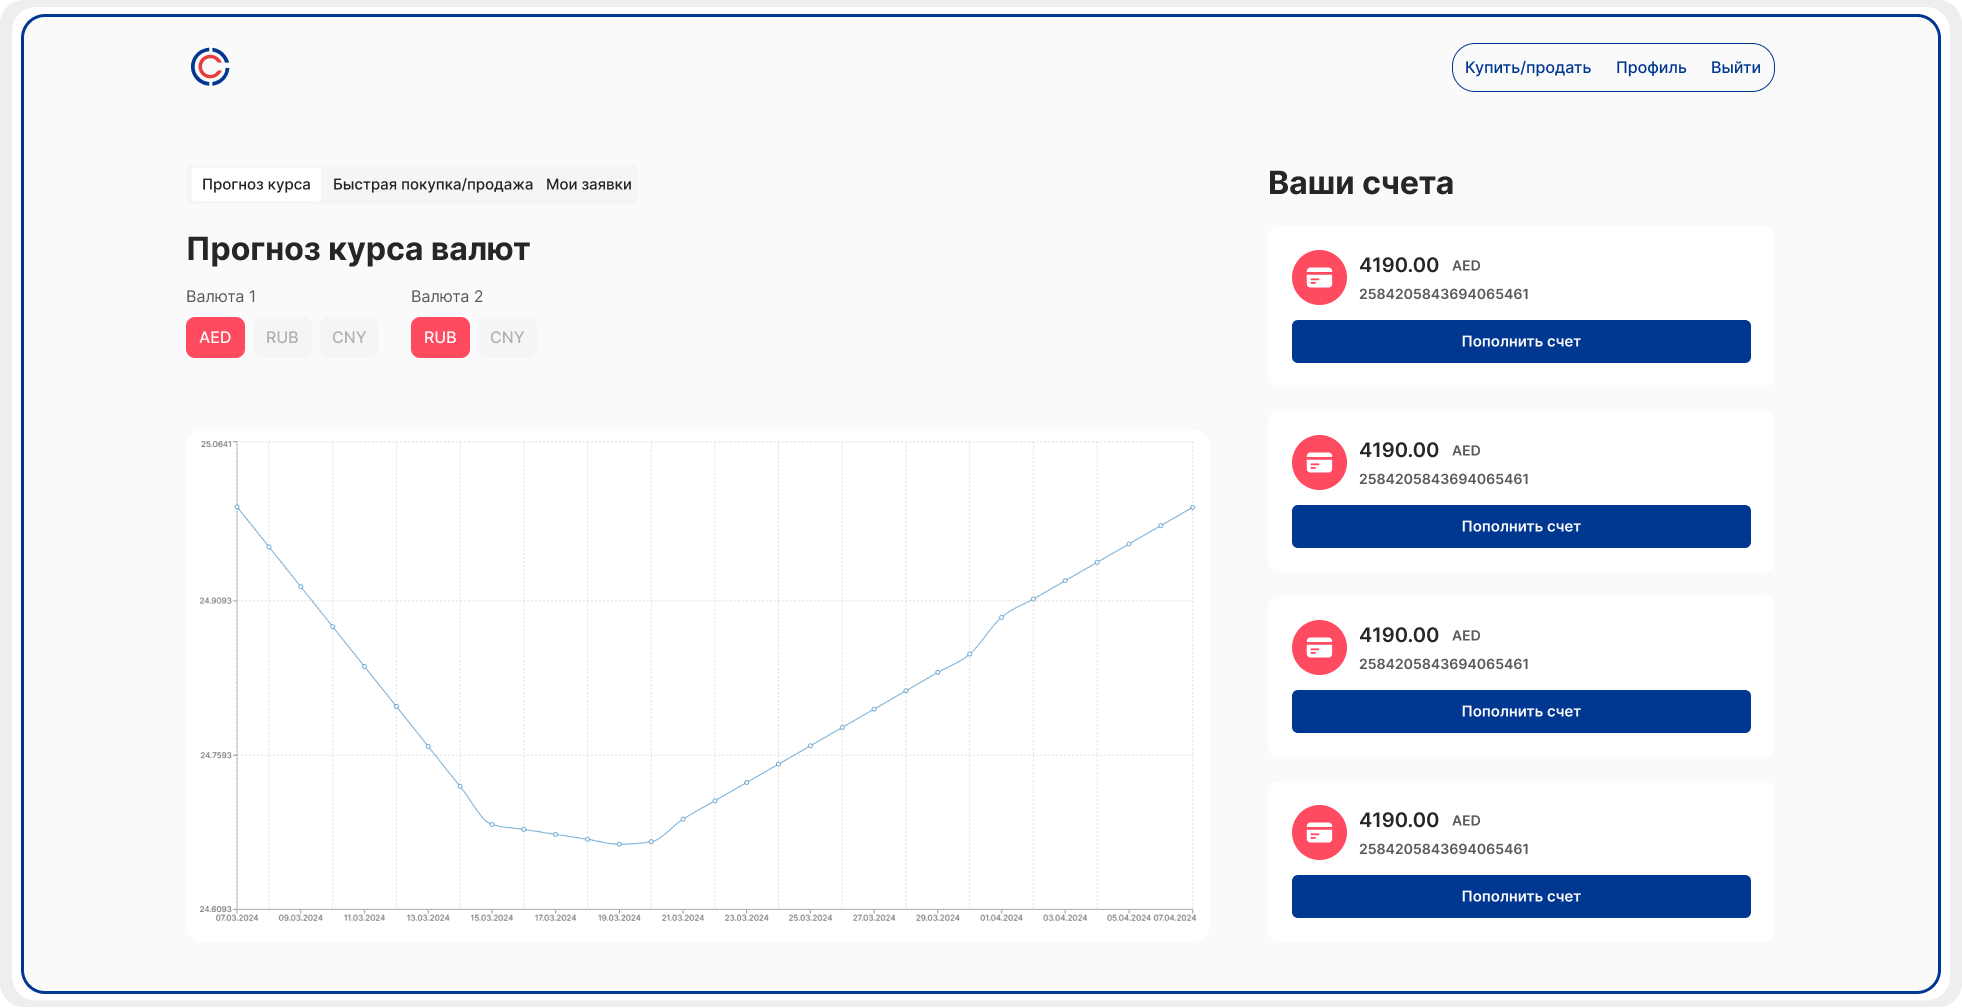 Купить/продать Профиль Выйти
Прогноз курса Быстрая покупка/продажа Мои заявки
Прогноз курса валют
Валюта 1 Валюта 2
AED RUB CNY RUB CNY
25.0641
24.9093
24.7593
24.6093
07.03.2024 09.03.2024 11.03.2024 13.03.2024 15.03.2024 17.03.2024 19.03.2024 21.03.2024 23.03.2024 25.03.2024 27.03.2024 29.03.2024 01.04.2024 03.04.2024 05.04.2024 07.04.2024
Ваши счета
4190.00 AED
2584205843694065461
Пополнить счет
4190.00 AED
2584205843694065461
Пополнить счет
4190.00 AED
2584205843694065461
Пополнить счет
4190.00 AED
2584205843694065461
Пополнить счет